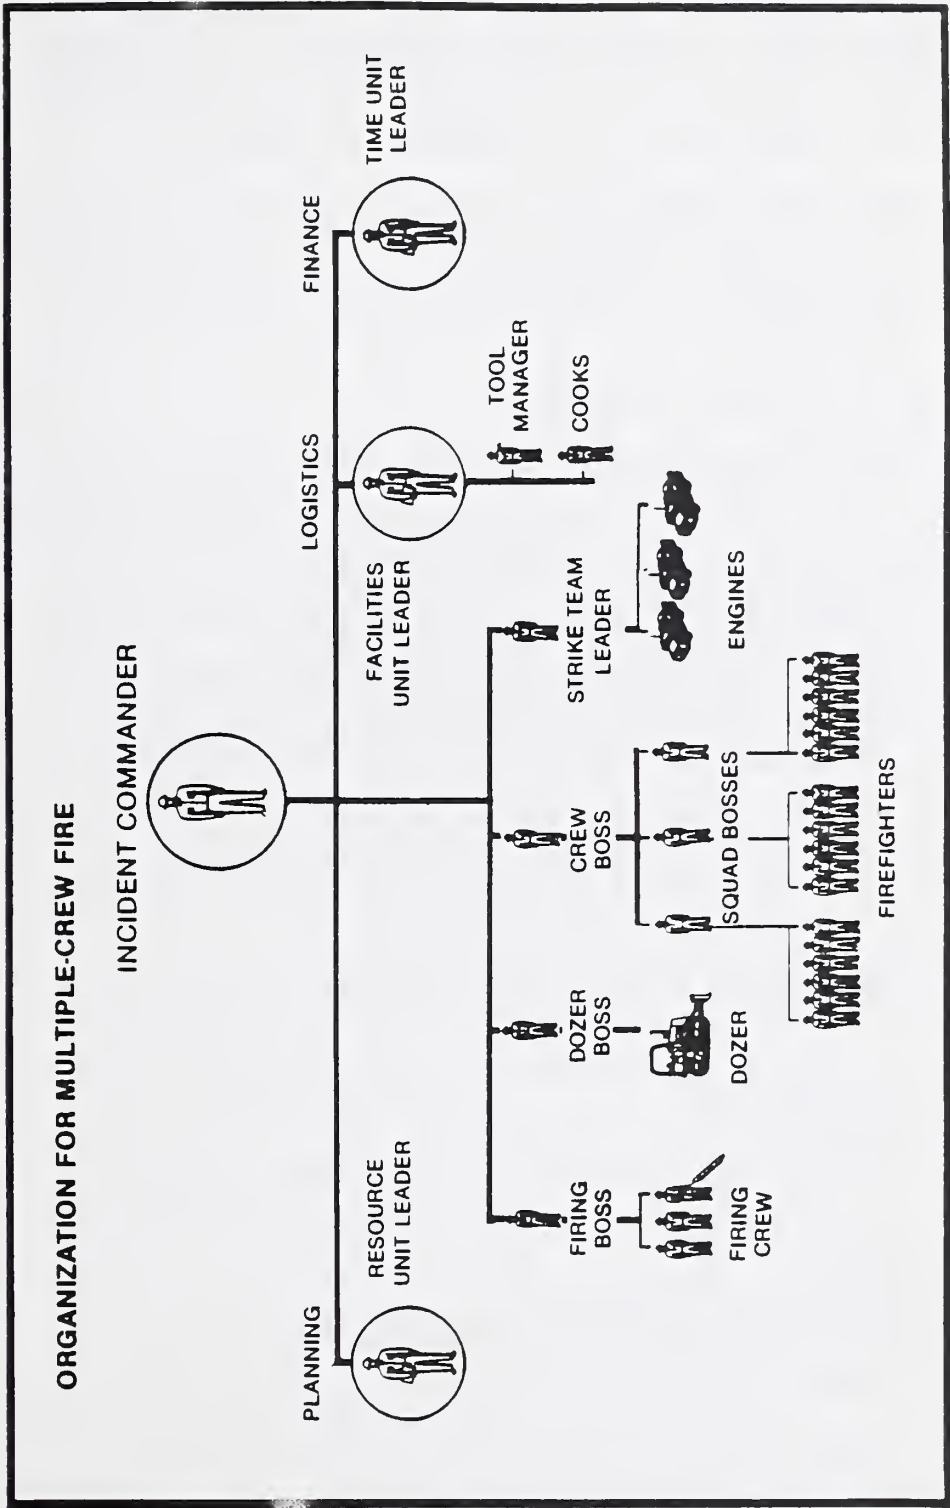 ORGANIZATION FOR MULTIPLE-CREW FIRE
INCIDENT COMMANDER
PLANNING
LOGISTICS
FINANCE
RESOURCE
UNIT LEADER
FACILITIES
UNIT LEADER
TIME UNIT
LEADER
TOOL
MANAGER
COOKS
FIRING
BOSS
DOZER
BOSS
CREW
BOSS
STRIKE TEAM
LEADER
FIRING
CREW
DOZER
SQUAD BOSSES
ENGINES
FIREFIGHTERS